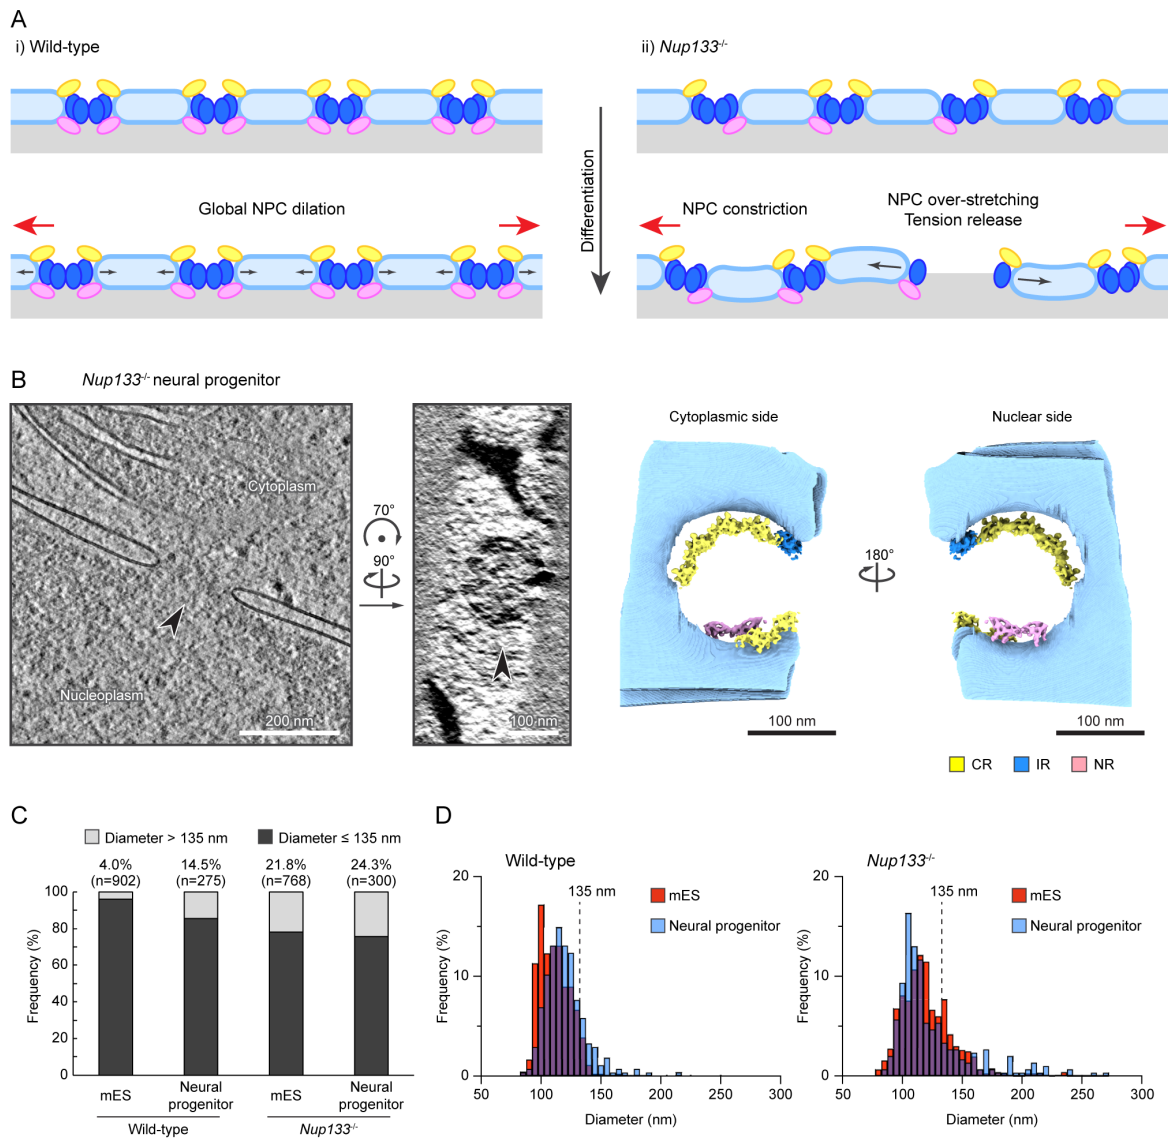 A
i) Wild-type
ii) Nup133-/-
Global NPC dilation
Differentiation
NPC constriction
NPC over-stretching
Tension release
B
Nup133-/- neural progenitor
Cytoplasm
Nucleoplasm
200 nm
70°
90°
100 nm
Cytoplasmic side
Nuclear side
180°
100 nm
100 nm
CR
IR
NR
C
Diameter > 135 nm
Diameter ≤ 135 nm
4.0%
(n=902)
14.5%
(n=275)
21.8%
(n=768)
24.3%
(n=300)
Frequency (%)
100
80
60
40
20
0
mES
Neural
progenitor
mES
Neural
progenitor
Wild-type
Nup133-/-
D
Wild-type
135 nm
mES
Neural progenitor
Frequency (%)
20
10
0
50
100
150
200
250
300
Diameter (nm)
Nup133-/-
135 nm
mES
Neural progenitor
Frequency (%)
20
10
0
50
100
150
200
250
300
Diameter (nm)